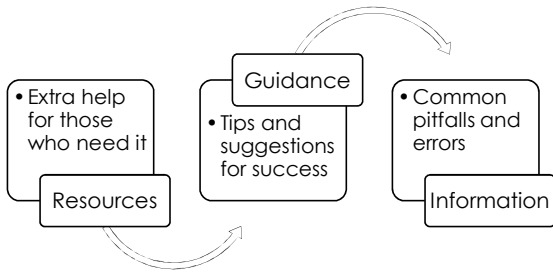 • Extra help
for those
who need it
Resources
Guidance
• Tips and
suggestions
for success
• Common
pitfalls and
errors
Information